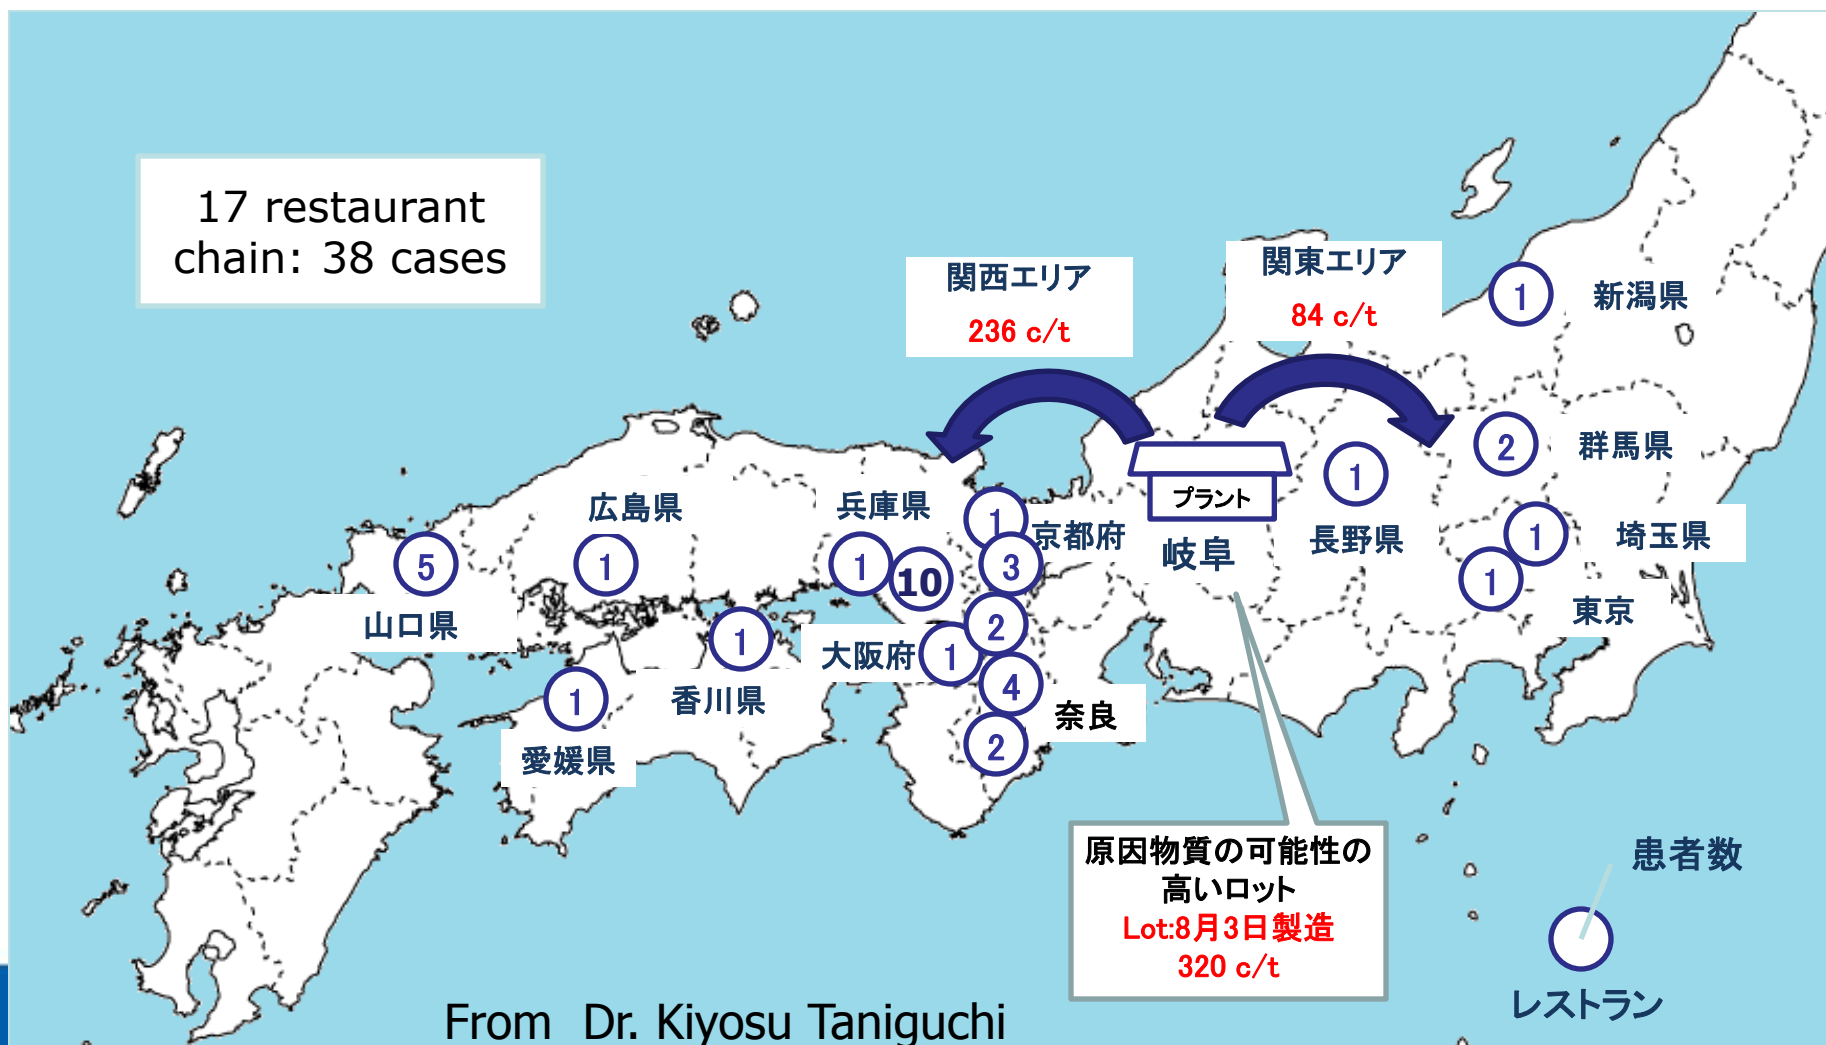 17 restaurant
chain: 38 cases
関西エリア
236 c/t
関東エリア
84 c/t
1
新潟県
2
群馬県
1
長野県
プラント
岐阜
1
埼玉県
1
東京
広島県
1
兵庫県
1
10
1
京都府
3
5
山口県
2
大阪府
1
1
香川県
4
奈良
2
1
愛媛県
原因物質の可能性の
高いロット
Lot:8月3日製造
320 c/t
患者数
レストラン
From Dr. Kiyosu Taniguchi